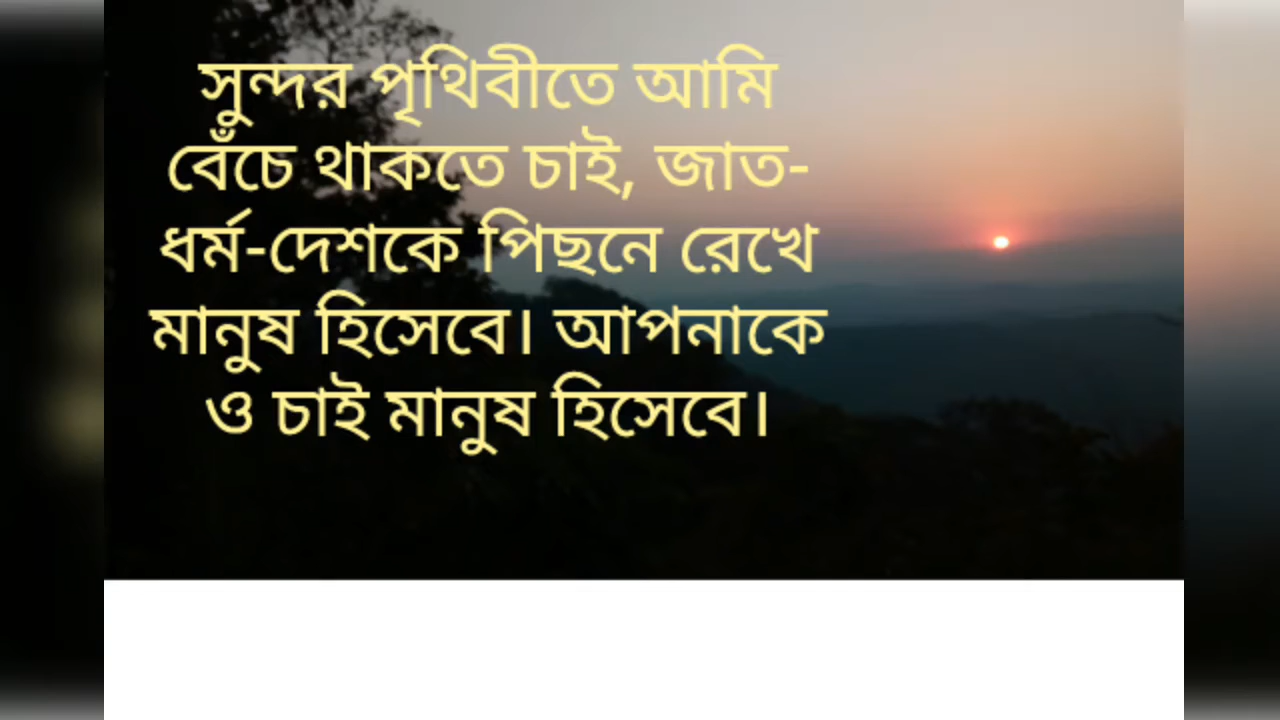 সুন্দর পৃথিবীতে আমি
বেঁচে থাকতে চাই, জাত-
ধর্ম-দেশকে পিছনে রেখে
মানুষ হিসেবে। আপনাকে
ও চাই মানুষ হিসেবে।